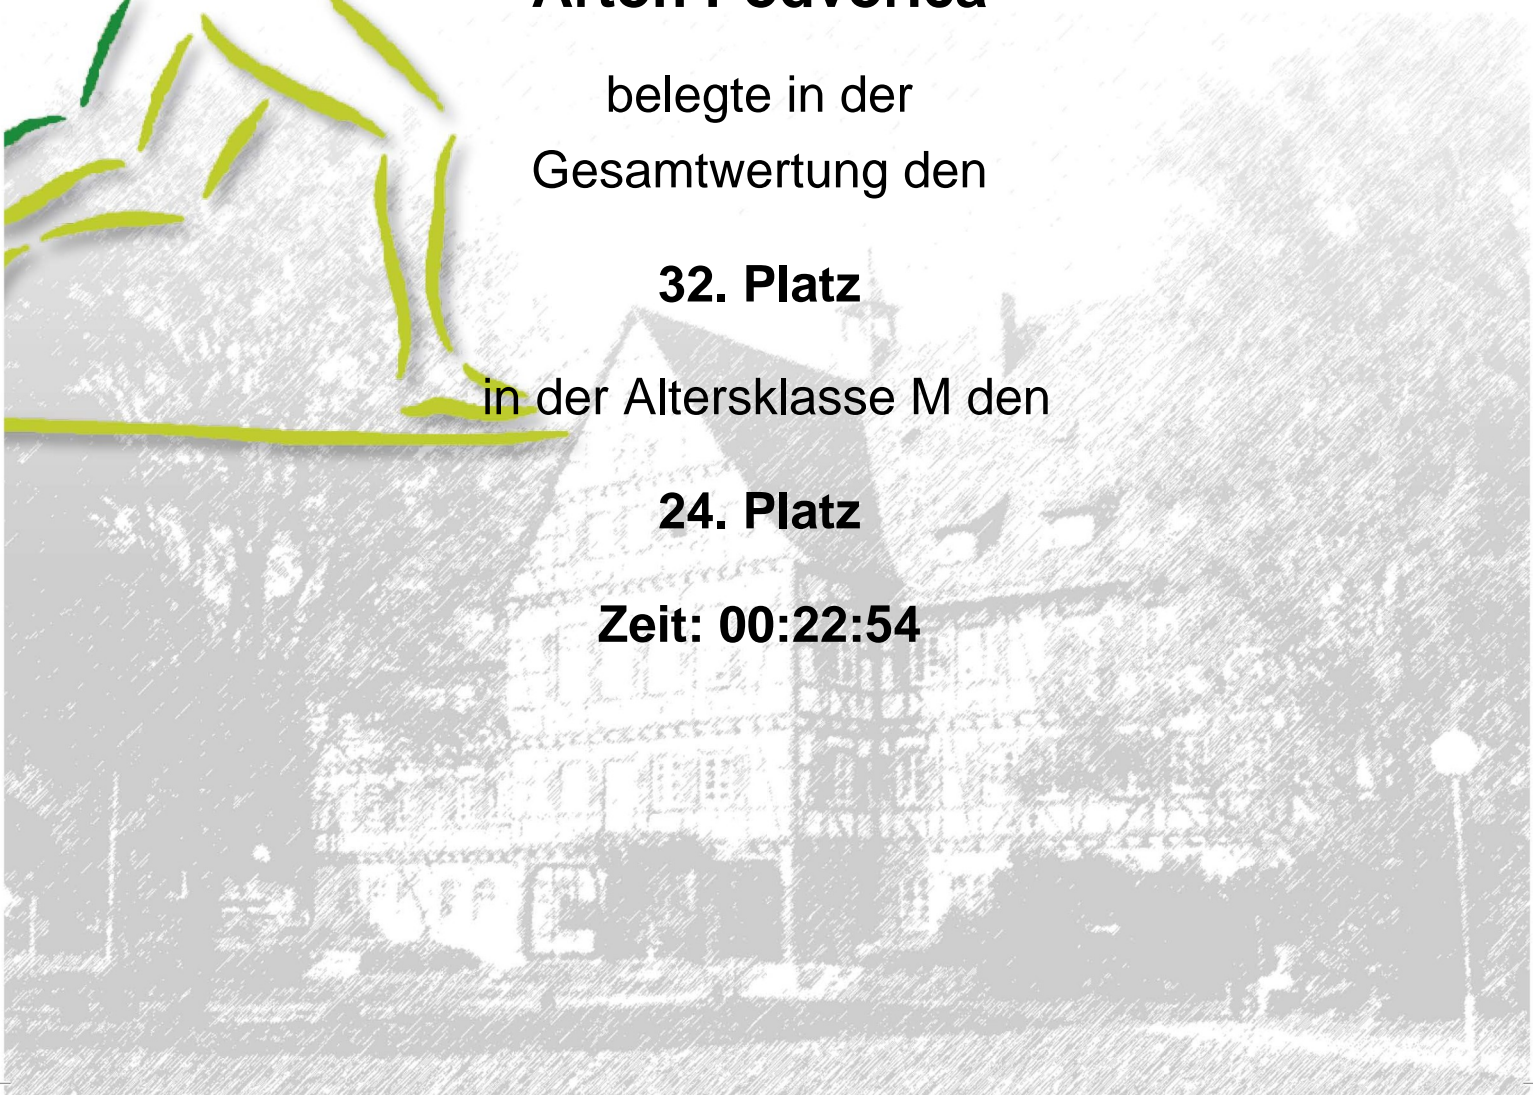 belegte in der
Gesamtwertung den
32. Platz
in der Altersklasse M den
24. Platz
Zeit: 00:22:54